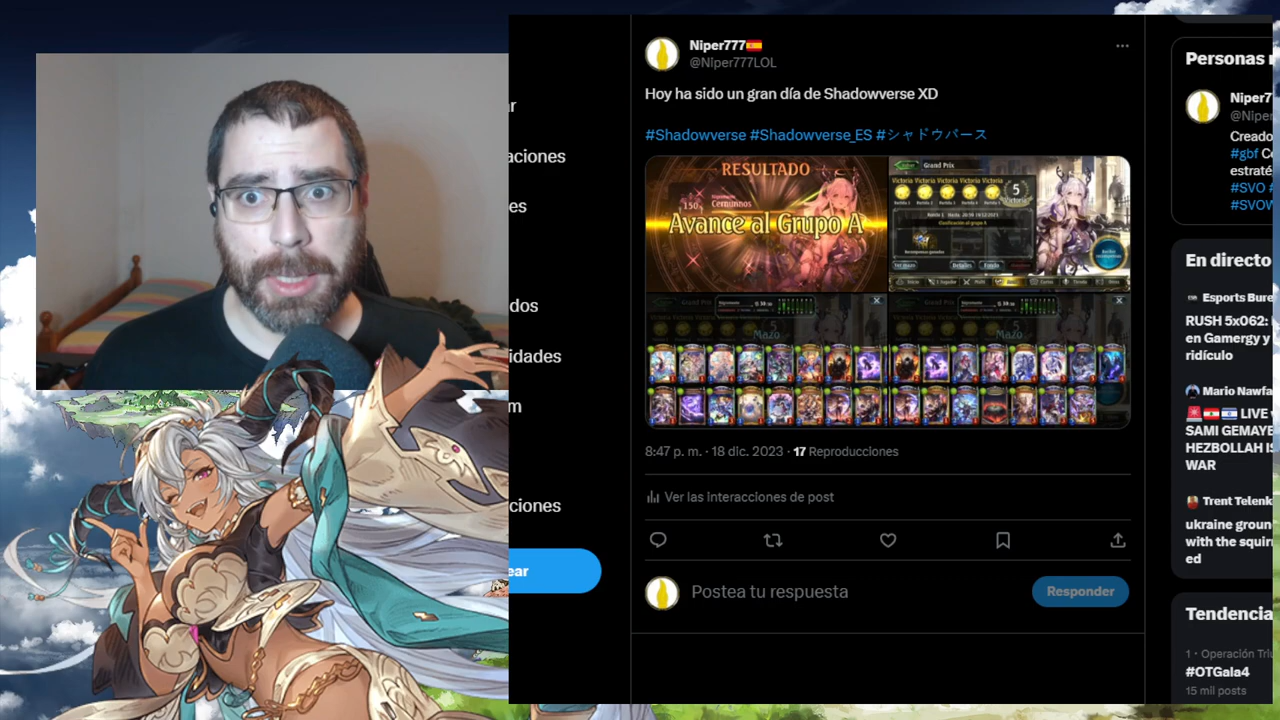 ar
aciones
es
dos
idades
m
ciones
ear
Niper777
@Niper777LOL
Hoy ha sido un gran día de Shadowverse XD
#Shadowverse #Shadowverse_ES #シャドウバース
RESULTADO
150
Cernunnos
Avance al Grupo A
Grand Prix
Victoria Victoria Victoria Victoria Victoria
5
Mazo
5
Mazo
8:47 p. m. · 18 dic. 2023 · 17 Reproducciones
Ver las interacciones de post
Postea tu respuesta
Responder
Personas
Niper7
@Niper
Creado
#gbf
estraté
#SVO
#SVOW
En directo
Esports Bure
RUSH 5x062:
en Gamergy y
ridículo
Mario Nawfa
LIVE
SAMI GEMAYE
HEZBOLLAH IS
WAR
Trent Telenk
ukraine groun
with the squir
ed
Tendencia
1 · Operación Triu
#OTGala4
15 mil posts